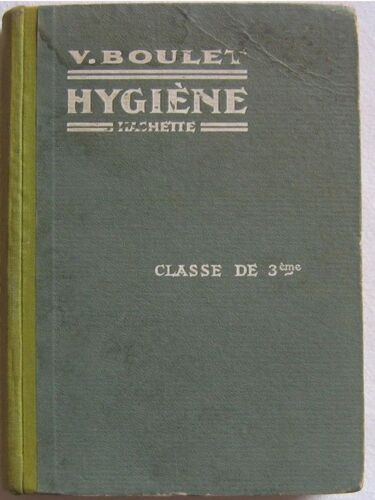 V. BOULET
HYGIÈNE
HACHETTE
CLASSE DE 3ème